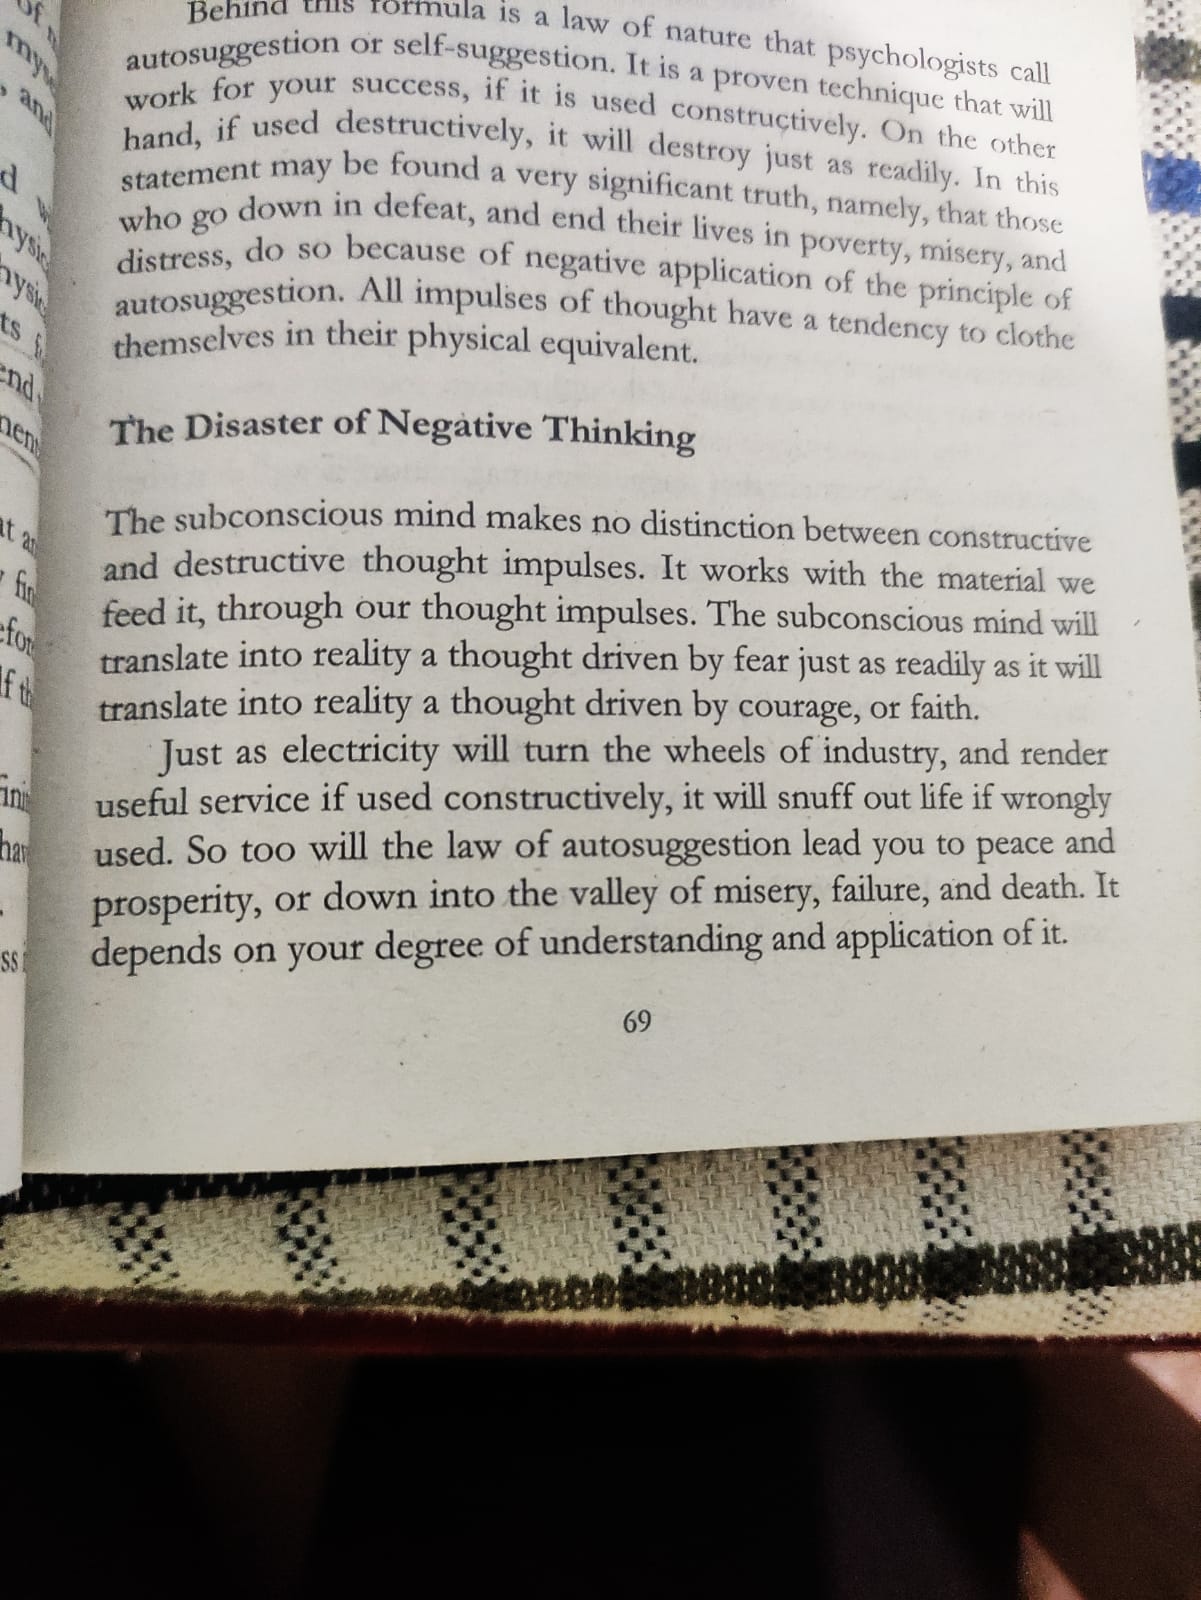 Behind this formula is a law of nature that psychologists call
autosuggestion or self-suggestion. It is a proven technique that will
work for your success, if it is used constructively. On the other
hand, if used destructively, it will destroy just as readily. In this
statement may be found a very significant truth, namely, that those
who go down in defeat, and end their lives in poverty, misery, and
distress, do so because of negative application of the principle of
autosuggestion. All impulses of thought have a tendency to clothe
themselves in their physical equivalent.
The Disaster of Negative Thinking
The subconscious mind makes no distinction between constructive
and destructive thought impulses. It works with the material we
feed it, through our thought impulses. The subconscious mind will
translate into reality a thought driven by fear just as readily as it will
translate into reality a thought driven by courage, or faith.
Just as electricity will turn the wheels of industry, and render
useful service if used constructively, it will snuff out life if wrongly
used. So too will the law of autosuggestion lead you to peace and
prosperity, or down into the valley of misery, failure, and death. It
depends on your degree of understanding and application of it.
69